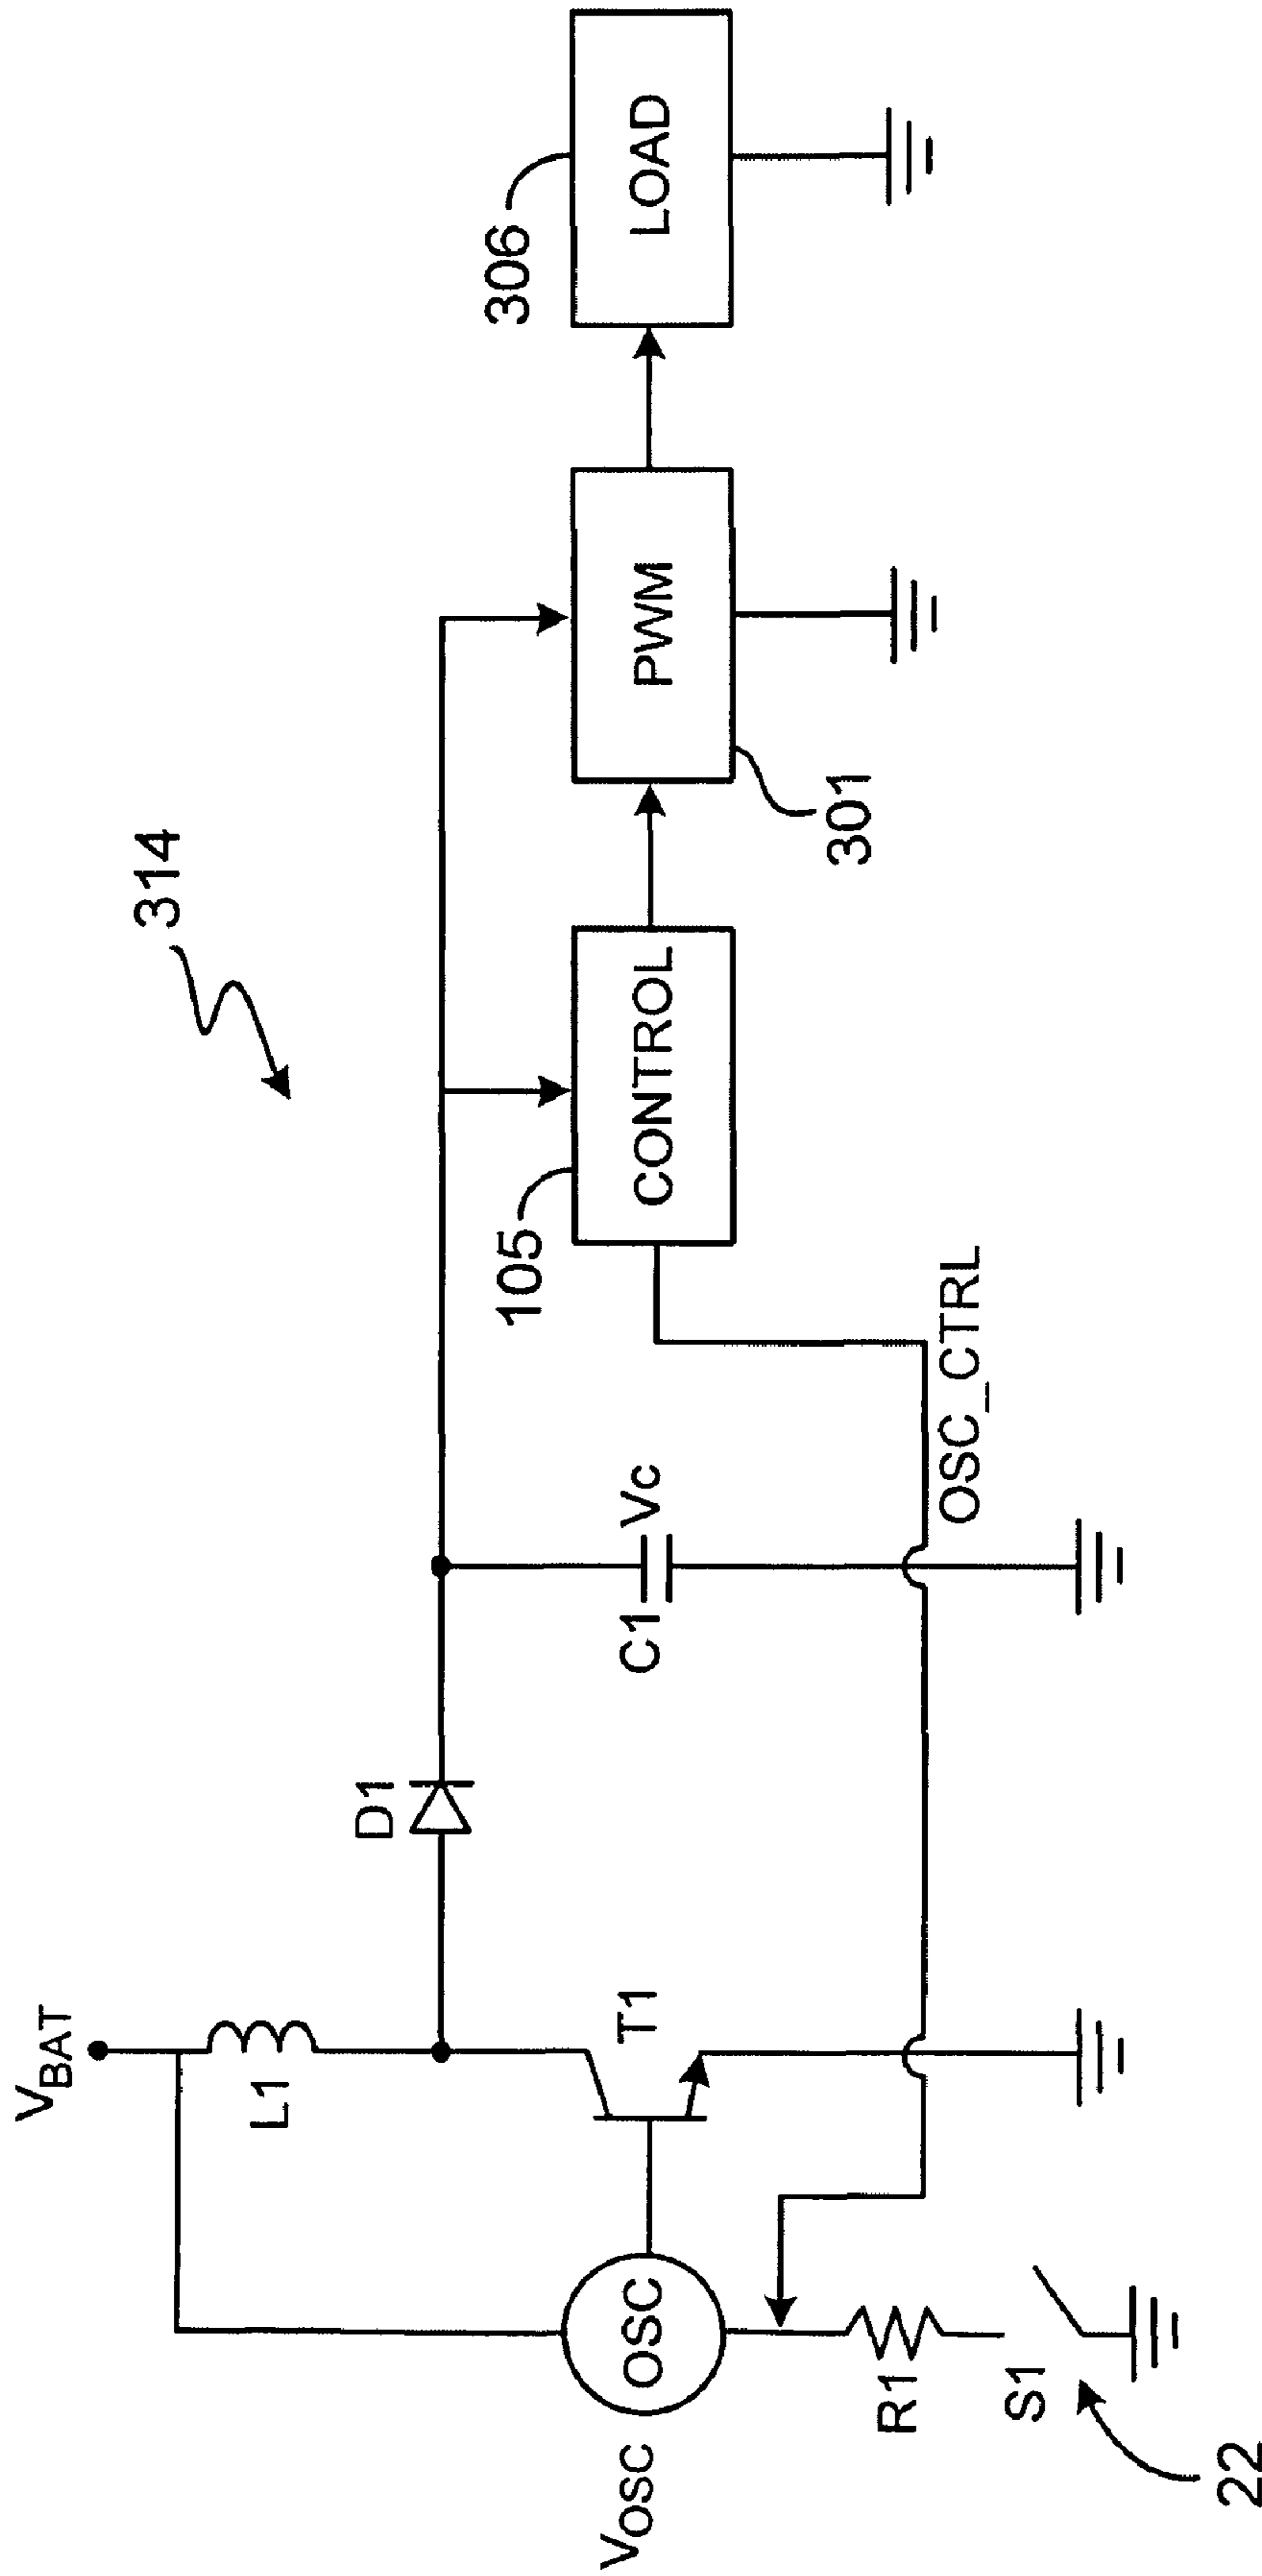 314
V_BAT
L1
D1
306
LOAD
PWM
301
105
CONTROL
C1
Vc
T1
V_OSC
OSC
R1
S1
22
OSC_CTRL